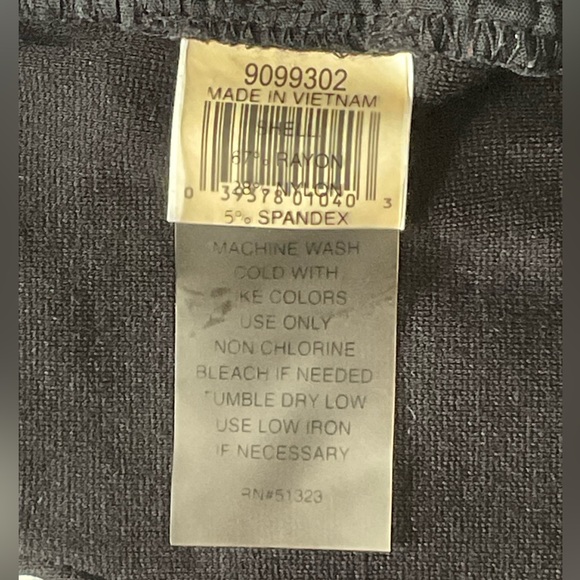 9099302
MADE IN VIETNAM
SHELL
67% RAYON
28% NYLON
0 39378 01040 3
5% SPANDEX
MACHINE WASH
COLD WITH
KE COLORS
USE ONLY
NON CHLORINE
BLEACH IF NEEDED
TUMBLE DRY LOW
USE LOW IRON
IF NECESSARY
RN#51323